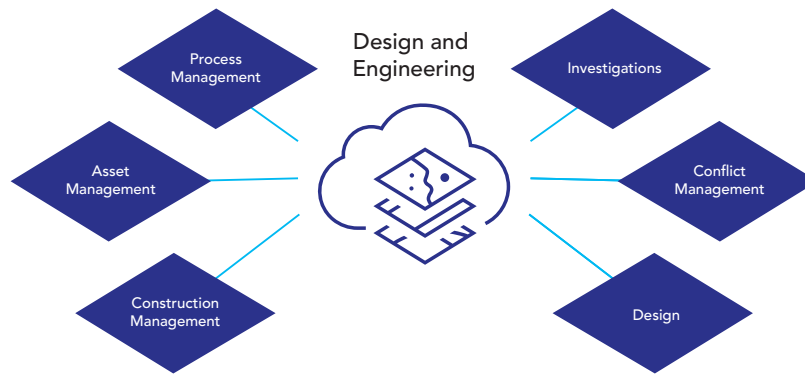 Design and
Engineering
Process
Management
Investigations
Asset
Management
Conflict
Management
Construction
Management
Design